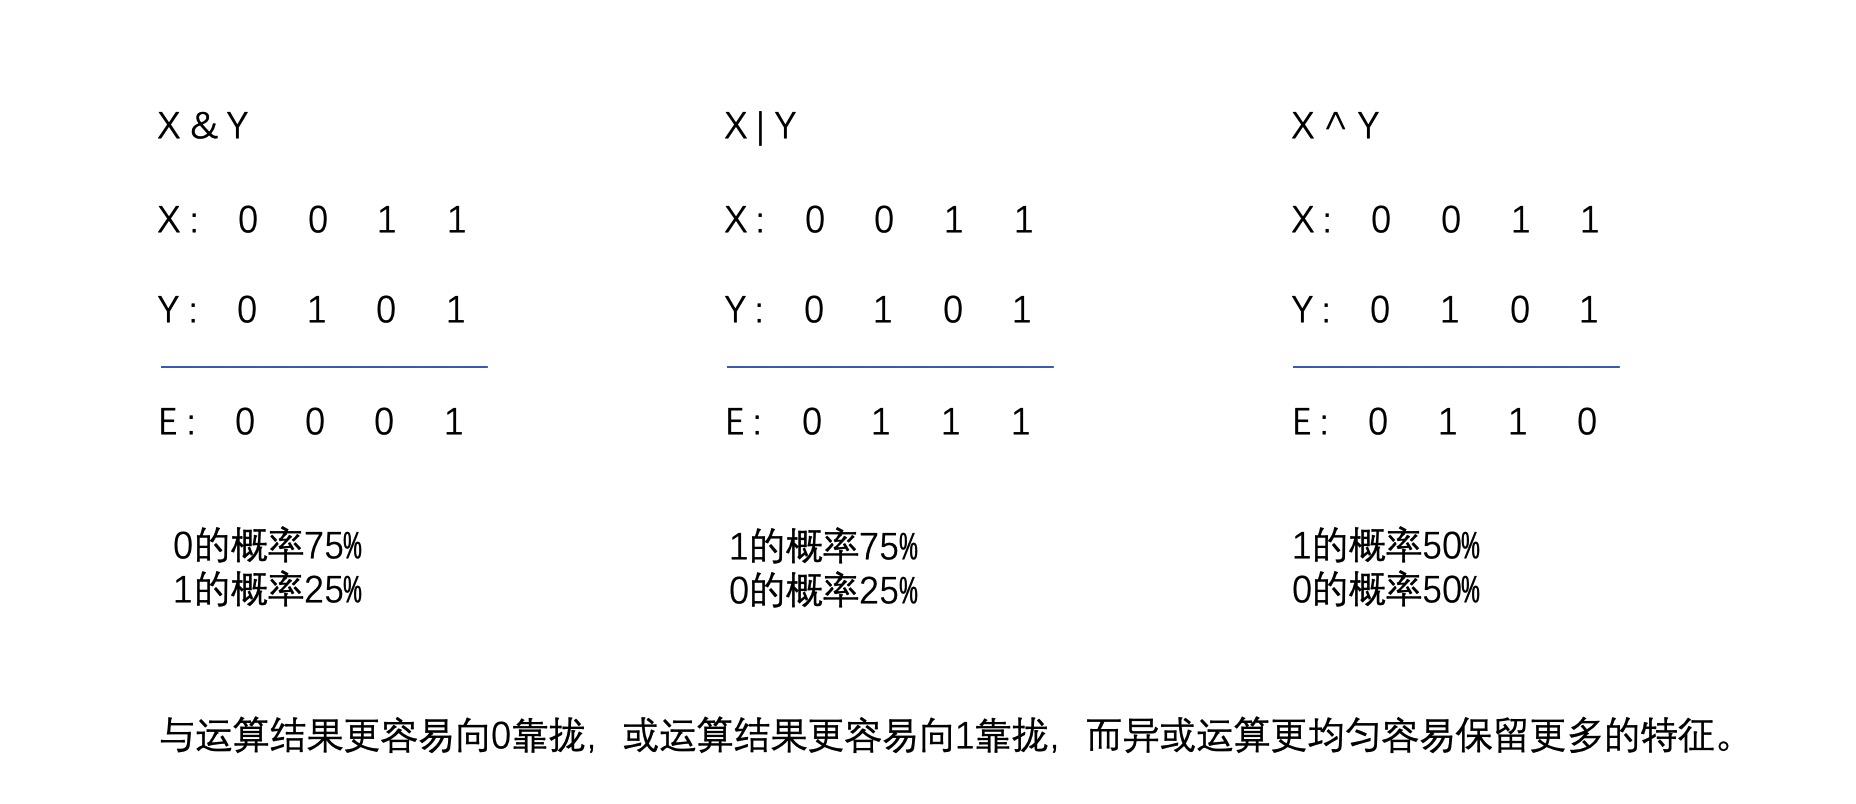 X & Y
X : 0 0 1 1
Y : 0 1 0 1
E : 0 0 0 1
0的概率75%
1的概率25%
X | Y
X : 0 0 1 1
Y : 0 1 0 1
E : 0 1 1 1
1的概率75%
0的概率25%
X ^ Y
X : 0 0 1 1
Y : 0 1 0 1
E : 0 1 1 0
1的概率50%
0的概率50%
与运算结果更容易向0靠拢，或运算结果更容易向1靠拢，而异或运算更均匀容易保留更多的特征。